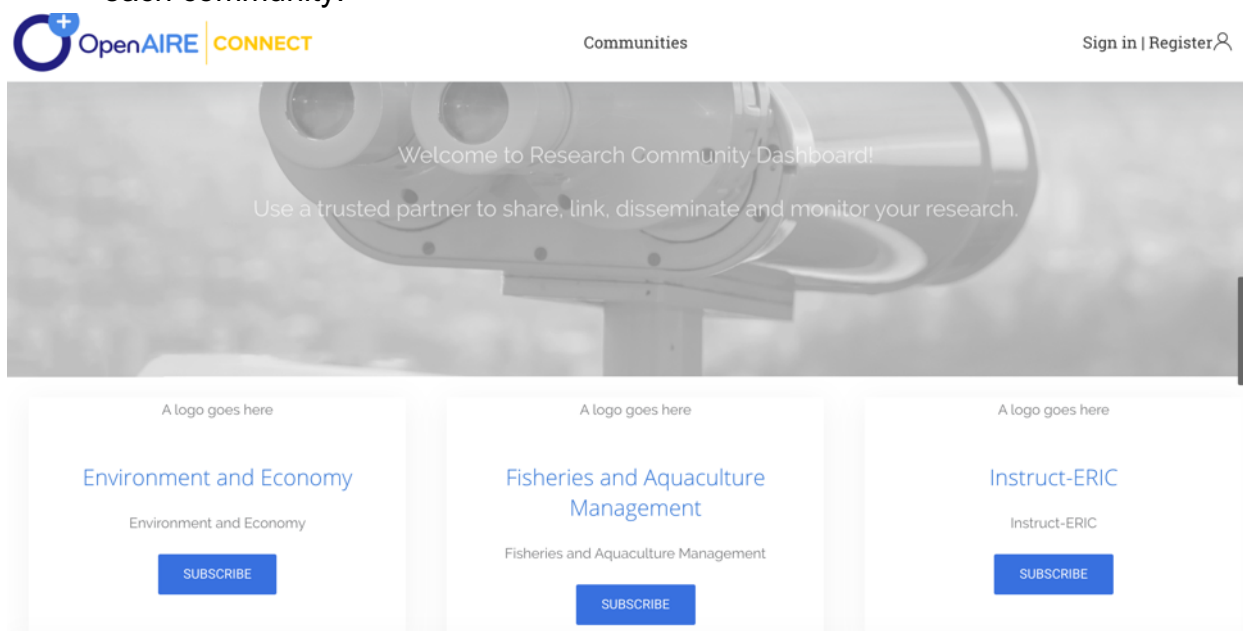 each community.
OpenAIRE CONNECT
Communities
Sign in | Register
Welcome to Research Community Dashboard!
Use a trusted partner to share, link, disseminate and monitor your research.
A logo goes here
Environment and Economy
Environment and Economy
SUBSCRIBE
A logo goes here
Fisheries and Aquaculture
Management
Fisheries and Aquaculture Management
SUBSCRIBE
A logo goes here
Instruct-ERIC
Instruct-ERIC
SUBSCRIBE